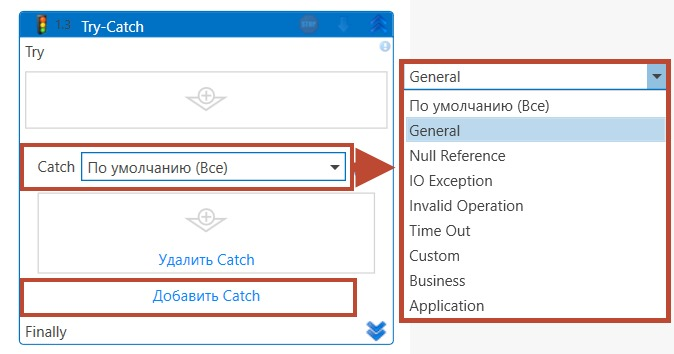 1.3 Try-Catch
Try
Catch По умолчанию (Все)
Удалить Catch
Добавить Catch
Finally
General
По умолчанию (Все)
General
Null Reference
IO Exception
Invalid Operation
Time Out
Custom
Business
Application